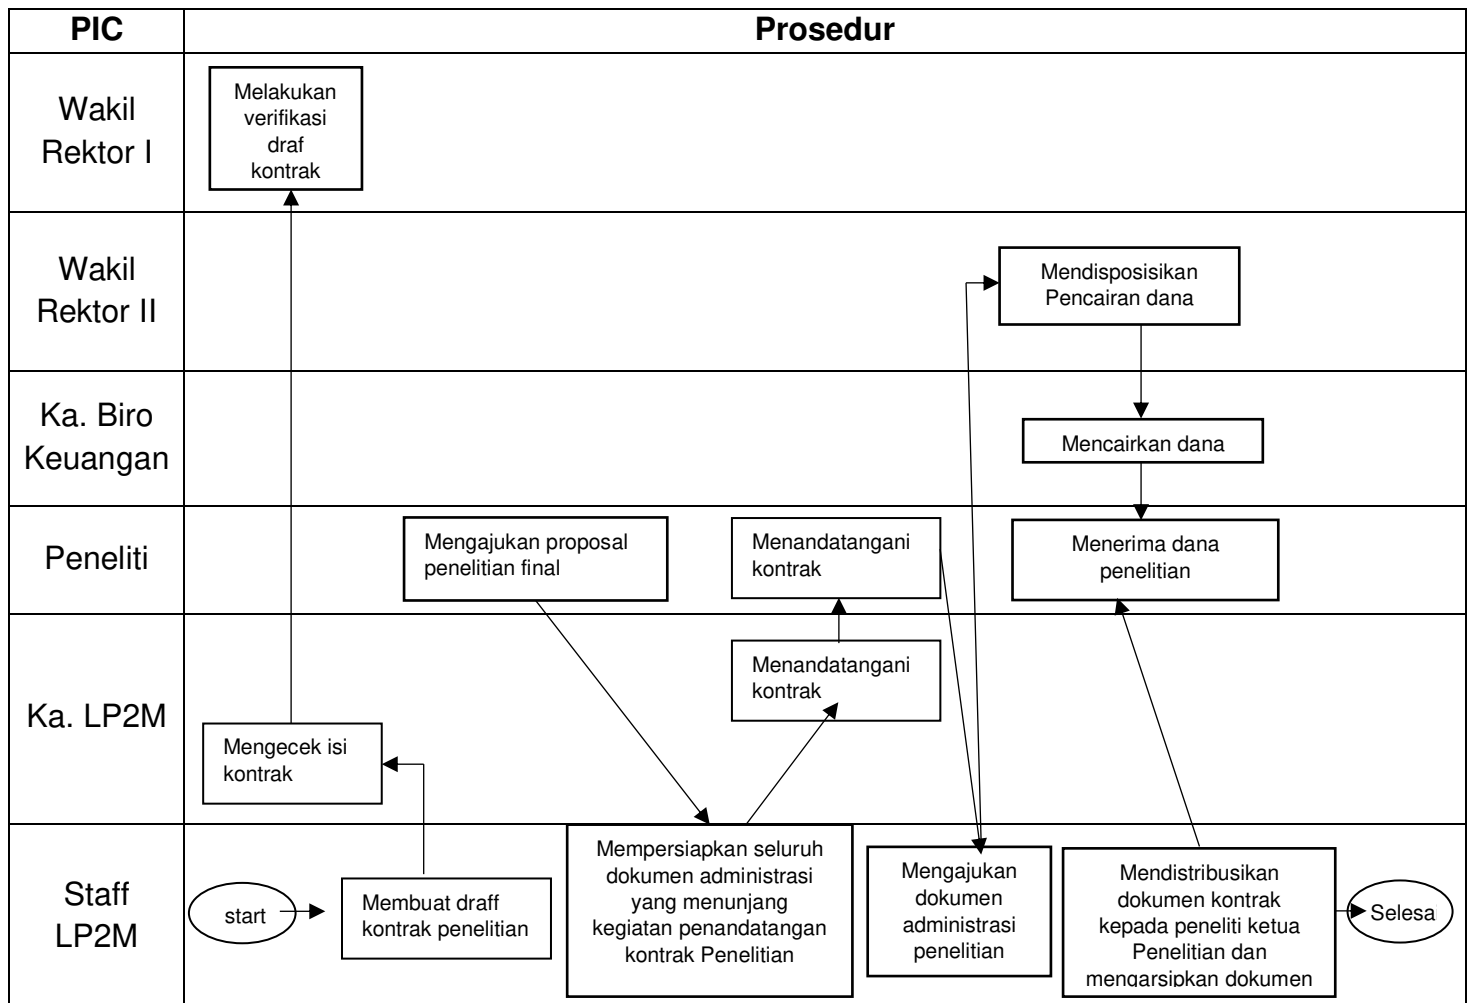 PIC
Prosedur
Wakil
Rektor I
Melakukan
verifikasi
draf
kontrak
Wakil
Rektor II
Mendisposisikan
Pencairan dana
Ka. Biro
Keuangan
Mencairkan dana
Peneliti
Mengajukan proposal
penelitian final
Menandatangani
kontrak
Menerima dana
penelitian
Ka. LP2M
Mengecek isi
kontrak
Menandatangani
kontrak
Staff
LP2M
start
Membuat draff
kontrak penelitian
Mempersiapkan seluruh
dokumen administrasi
yang menunjang
kegiatan penandatangan
kontrak Penelitian
Mengajukan
dokumen
administrasi
penelitian
Mendistribusikan
dokumen kontrak
kepada peneliti ketua
Penelitian dan
mengarsipkan dokumen
Selesa